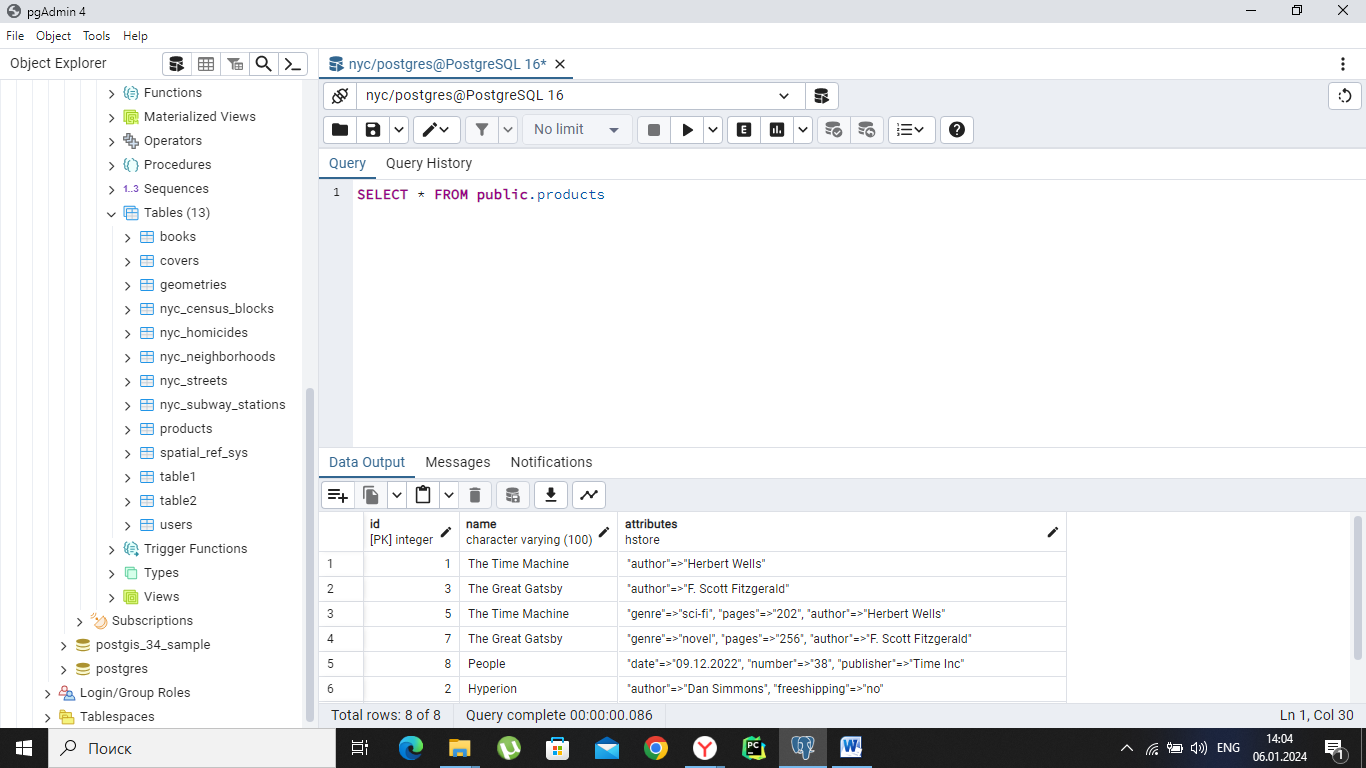 pgAdmin 4
File Object Tools Help
Object Explorer
nyc/postgres@PostgreSQL 16*
nyc/postgres@PostgreSQL 16
No limit
E
Query Query History
1 SELECT * FROM public.products
Functions
Materialized Views
Operators
Procedures
1..3 Sequences
Tables (13)
books
covers
geometries
nyc_census_blocks
nyc_homicides
nyc_neighborhoods
nyc_streets
nyc_subway_stations
products
spatial_ref_sys
table1
table2
users
Trigger Functions
Types
Views
Subscriptions
postgis_34_sample
postgres
Login/Group Roles
Tablespaces
Data Output Messages Notifications
id name attributes
[PK] integer character varying (100) hstore
1 1 The Time Machine "author"=>"Herbert Wells"
2 3 The Great Gatsby "author"=>"F. Scott Fitzgerald"
3 5 The Time Machine "genre"=>"sci-fi", "pages"=>"202", "author"=>"Herbert Wells"
4 7 The Great Gatsby "genre"=>"novel", "pages"=>"256", "author"=>"F. Scott Fitzgerald"
5 8 People "date"=>"09.12.2022", "number"=>"38", "publisher"=>"Time Inc"
6 2 Hyperion "author"=>"Dan Simmons", "freeshipping"=>"no"
Total rows: 8 of 8 Query complete 00:00:00.086 Ln 1, Col 30
Поиск
PC
W
ENG
14:04
06.01.2024
1